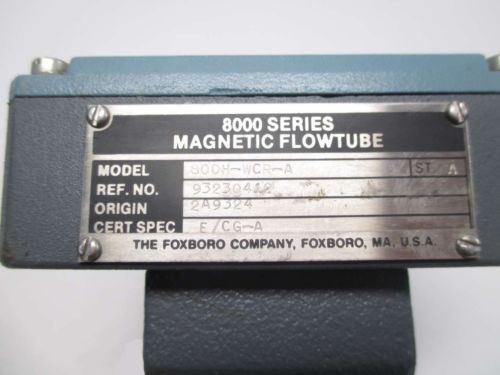 8000 SERIES
MAGNETIC FLOWTUBE
MODEL 800H-WCR-A ST. A
REF. NO. 93230412
ORIGIN 2A9324
CERT SPEC E/CG-A
THE FOXBORO COMPANY, FOXBORO, MA. U.S.A.